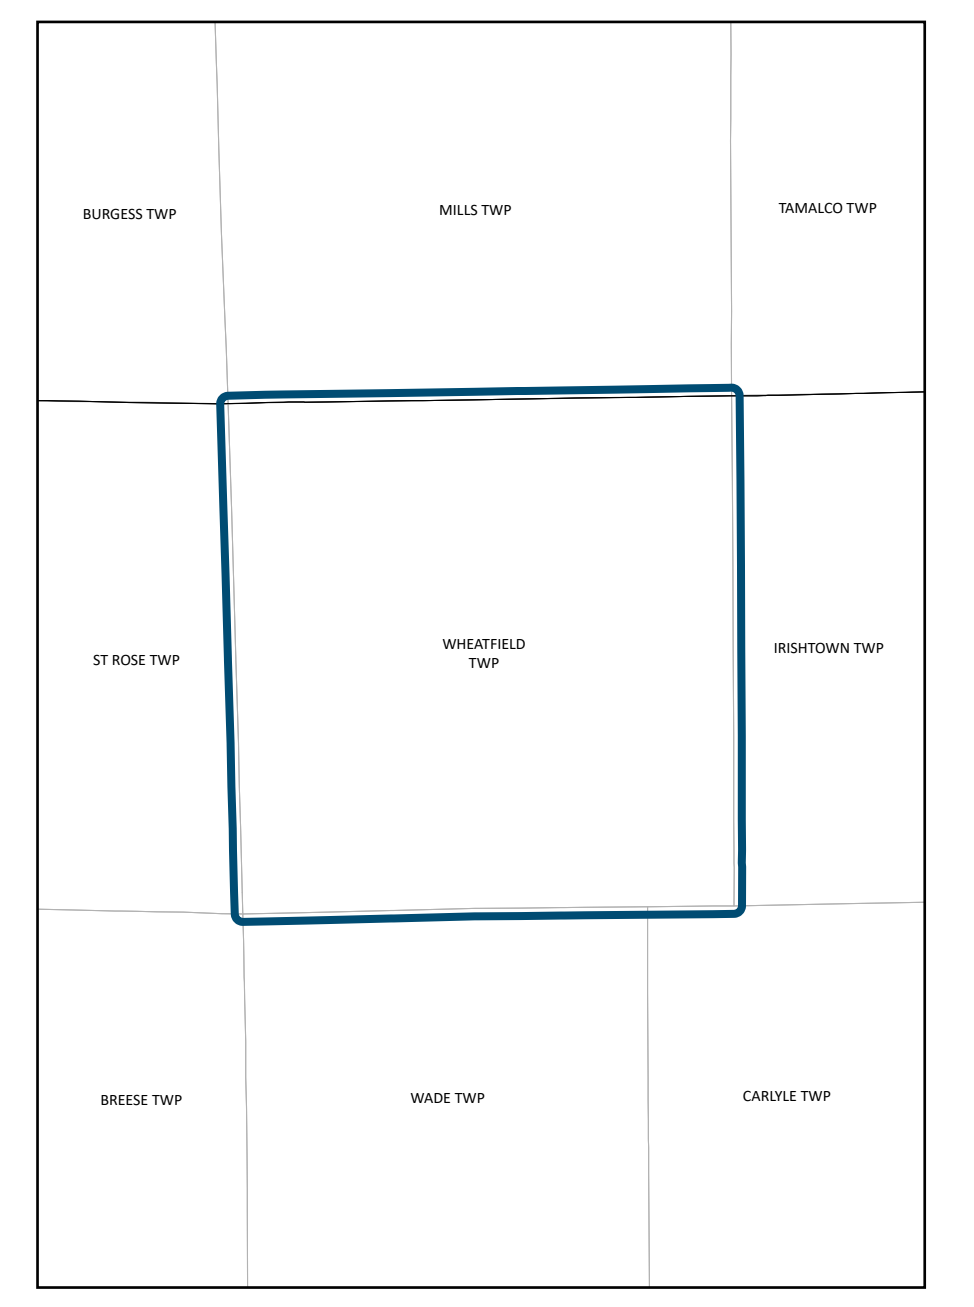 BURGESS TWP
MILLS TWP
TAMALCO TWP
ST ROSE TWP
WHEATFIELD
TWP
IRISHTOWN TWP
BREESE TWP
WADE TWP
CARLYLE TWP